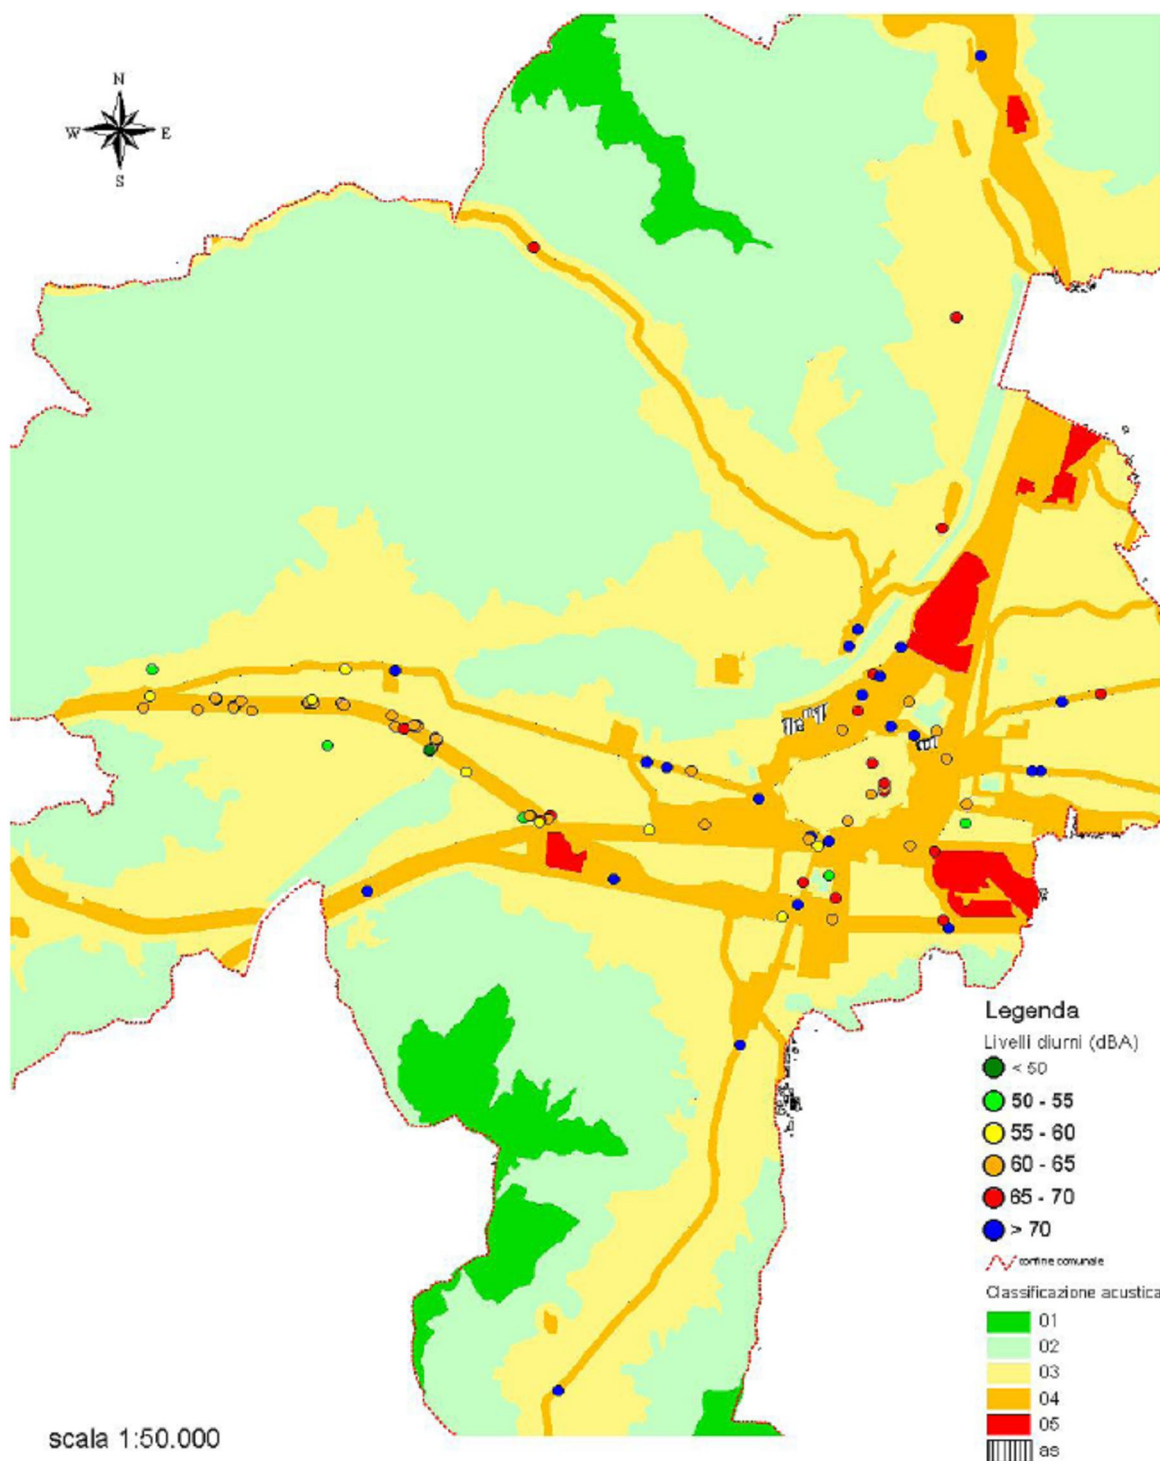 N
W E
S
Legenda
Livelli diurni (dBA)
< 50
50 - 55
55 - 60
60 - 65
65 - 70
> 70
confine comunale
Classificazione acustica
01
02
03
04
05
as
scala 1:50.000